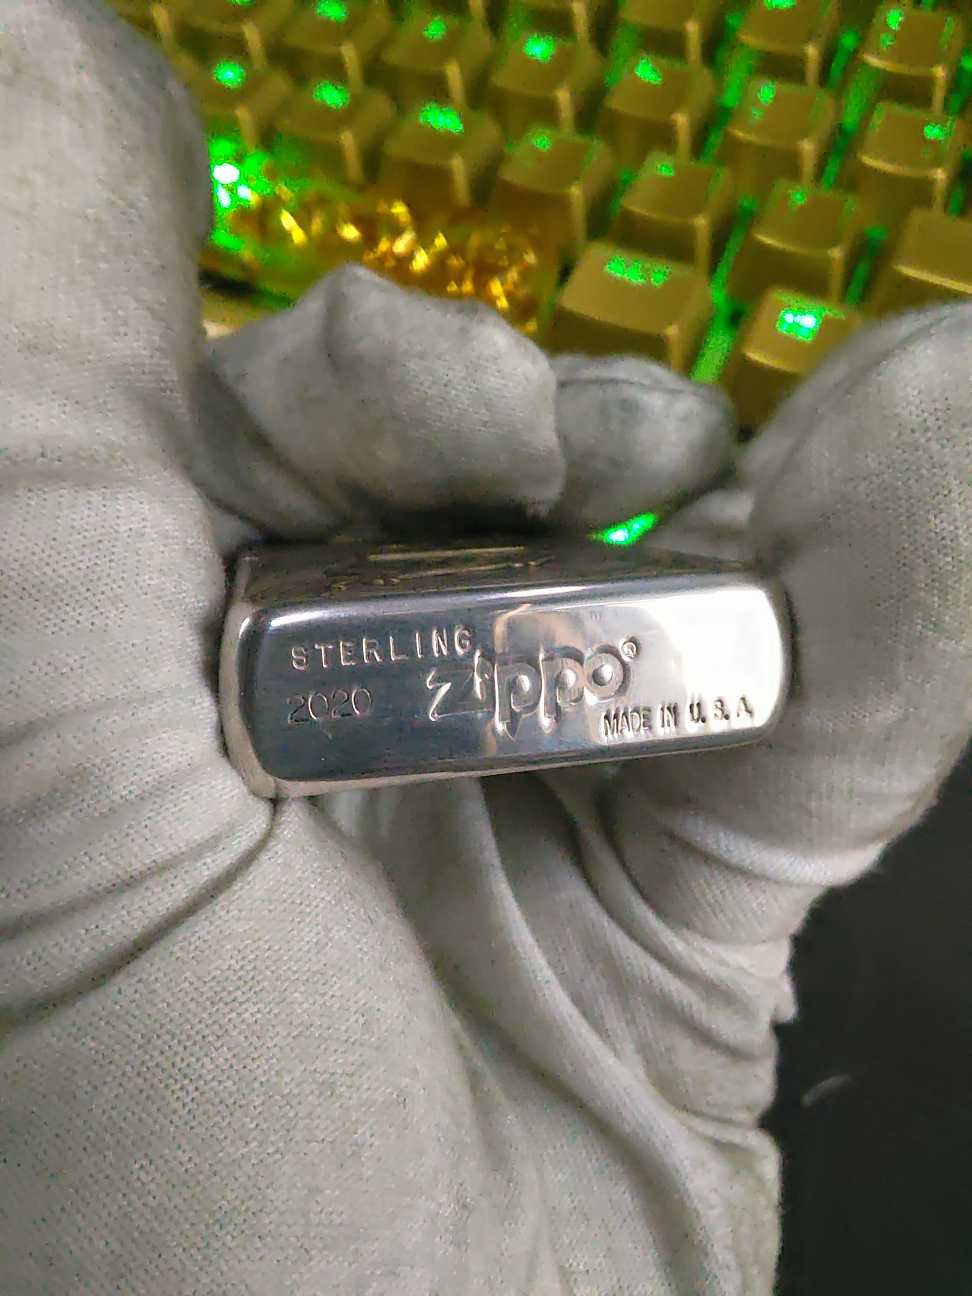 STERLING
Zippo®
2020
MADE IN U.S.A.